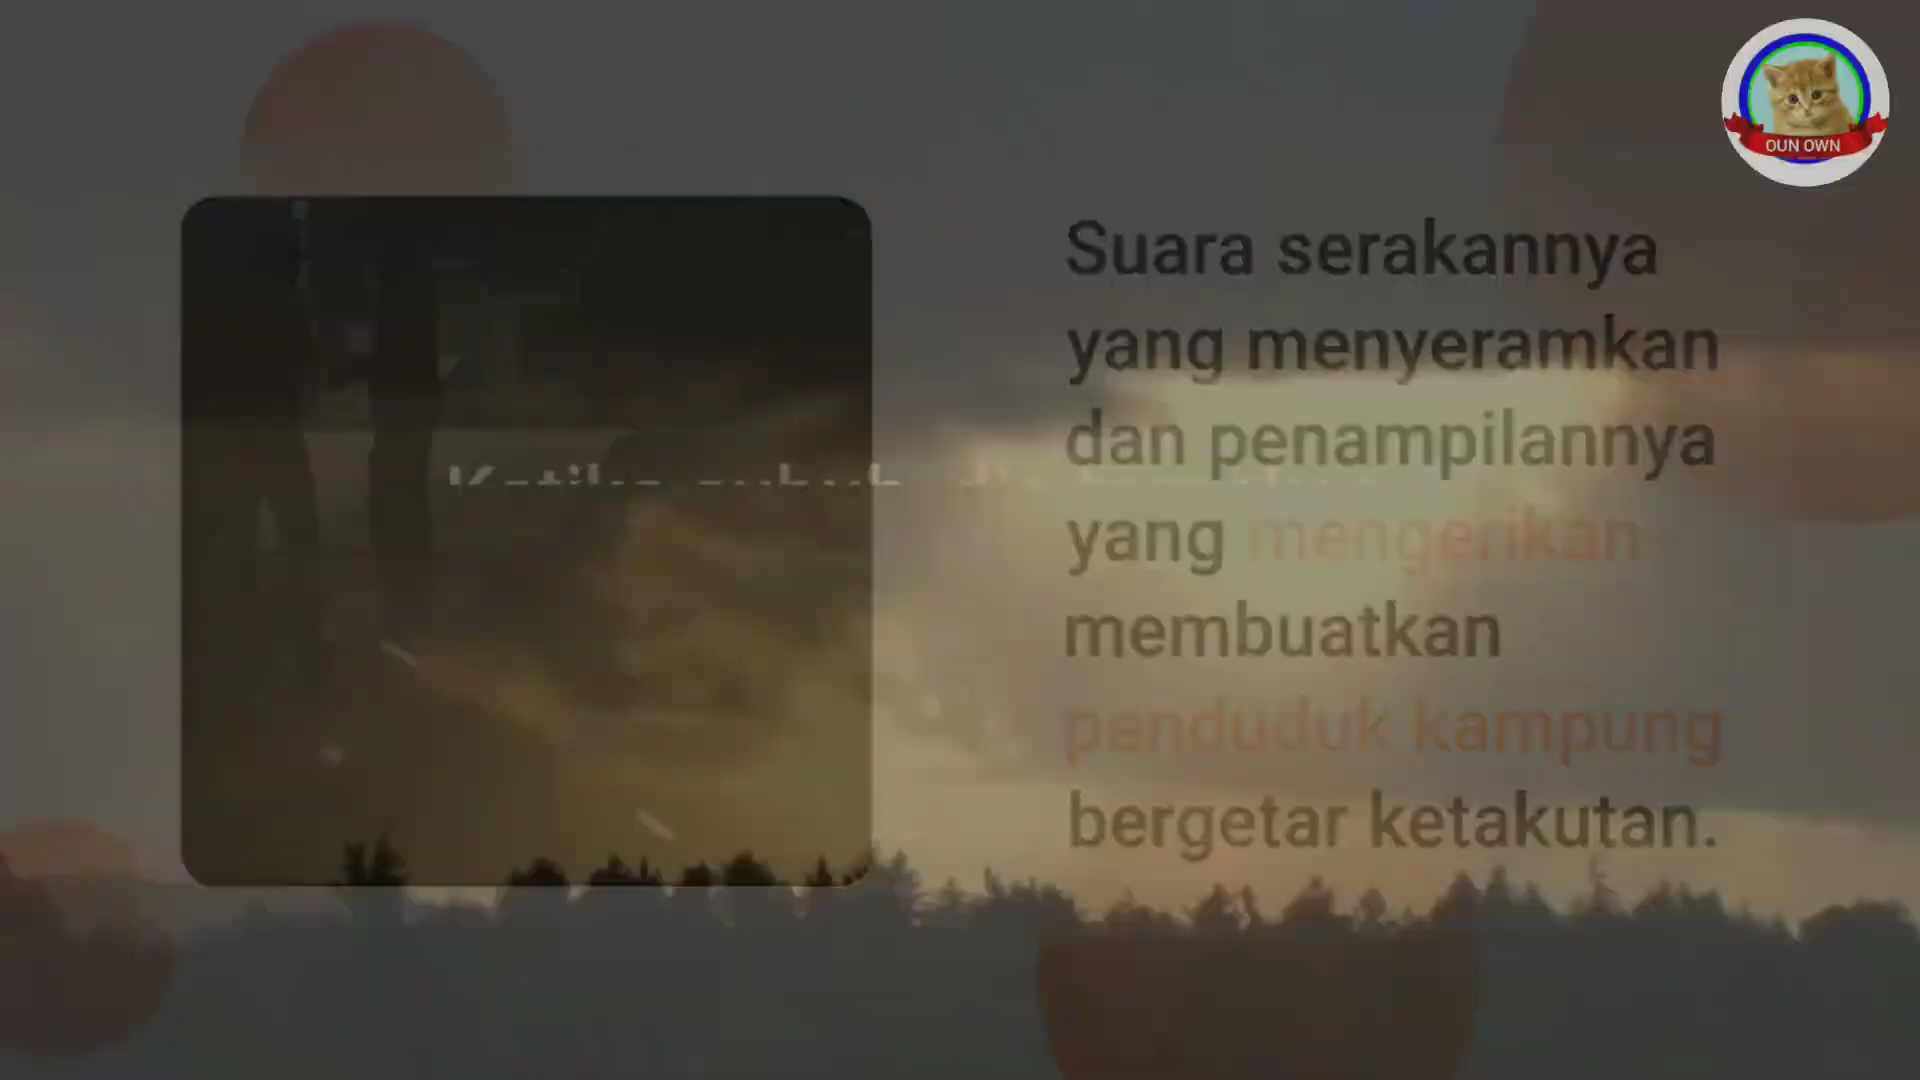 OUN OWN
Suara serakannya
yang menyeramkan
dan penampilannya
yang mengerikan
membuatkan
penduduk kampung
bergetar ketakutan.